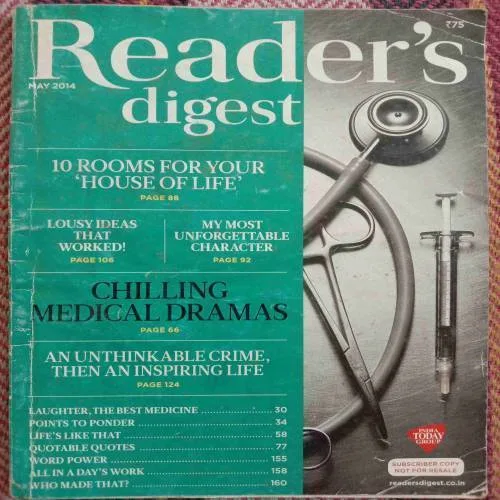 ₹75
Reader's
MAY 2014
digest
10 ROOMS FOR YOUR
'HOUSE OF LIFE'
PAGE 88
LOUSY IDEAS
THAT
WORKED!
PAGE 106
MY MOST
UNFORGETTABLE
CHARACTER
PAGE 92
CHILLING
MEDICAL DRAMAS
PAGE 66
AN UNTHINKABLE CRIME,
THEN AN INSPIRING LIFE
PAGE 124
LAUGHTER, THE BEST MEDICINE ........................ 30
POINTS TO PONDER ........................ 34
LIFE'S LIKE THAT ........................ 58
QUOTABLE QUOTES ........................ 77
WORD POWER ........................ 155
ALL IN A DAY'S WORK ........................ 158
WHO MADE THAT? ........................ 160
INDIA
TODAY
GROUP
SUBSCRIBER COPY
NOT FOR RESALE
readersdigest.co.in